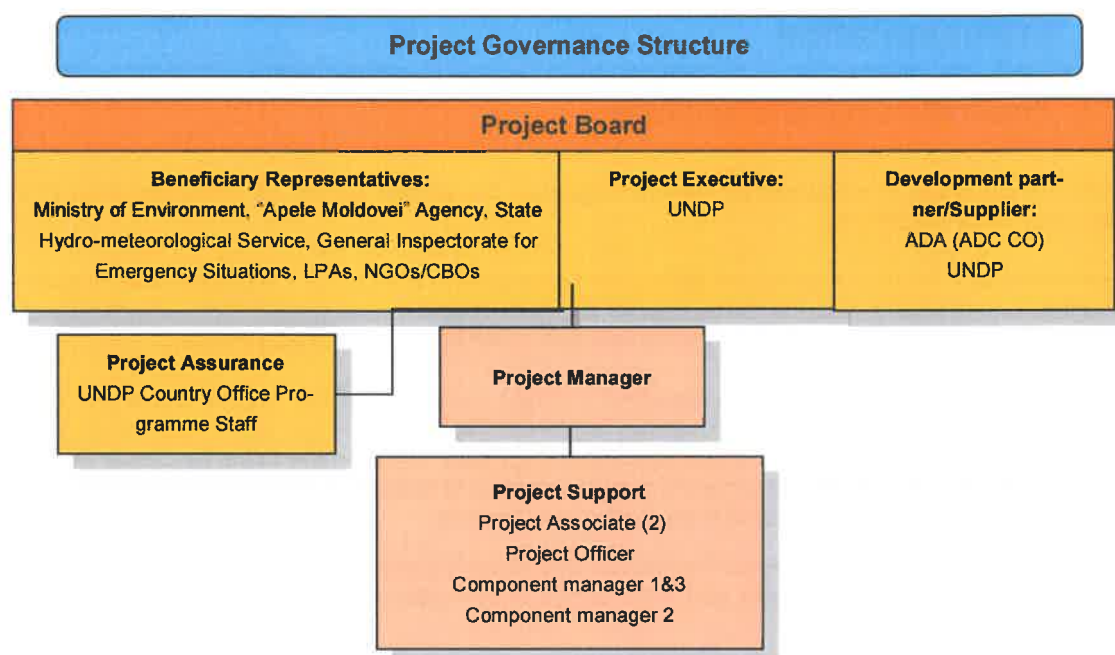 Project Governance Structure
Project Board
Beneficiary Representatives:
Ministry of Environment, "Apele Moldovei" Agency, State
Hydro-meteorological Service, General Inspectorate for
Emergency Situations, LPAs, NGOs/CBOs
Project Executive:
UNDP
Development part-
ner/Supplier:
ADA (ADC CO)
UNDP
Project Assurance
UNDP Country Office Pro-
gramme Staff
Project Manager
Project Support
Project Associate (2)
Project Officer
Component manager 1&3
Component manager 2